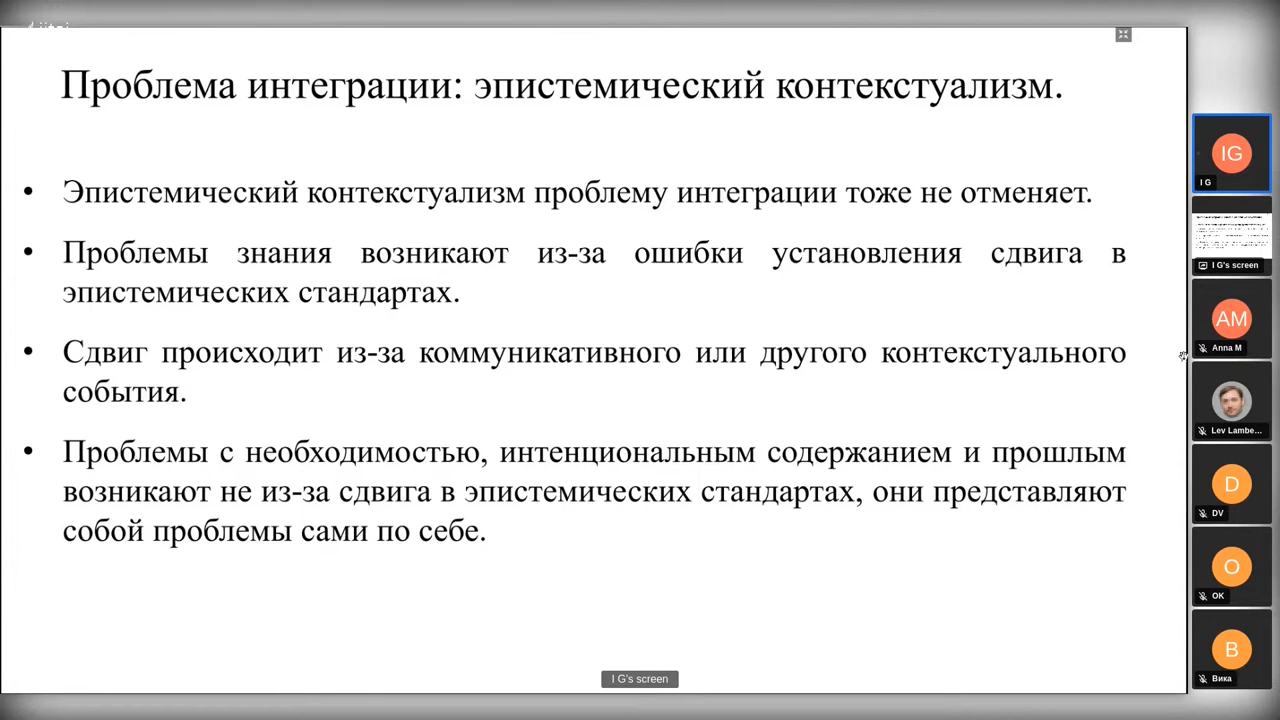 Проблема интеграции: эпистемический контекстуализм.
• Эпистемический контекстуализм проблему интеграции тоже не отменяет.
• Проблемы знания возникают из-за ошибки установления сдвига в
эпистемических стандартах.
• Сдвиг происходит из-за коммуникативного или другого контекстуального
события.
• Проблемы с необходимостью, интенциональным содержанием и прошлым
возникают не из-за сдвига в эпистемических стандартах, они представляют
собой проблемы сами по себе.
I G's screen
IG
I G
I G's screen
AM
Anna M
Lev Lambe...
D
DV
O
OK
B
Вика